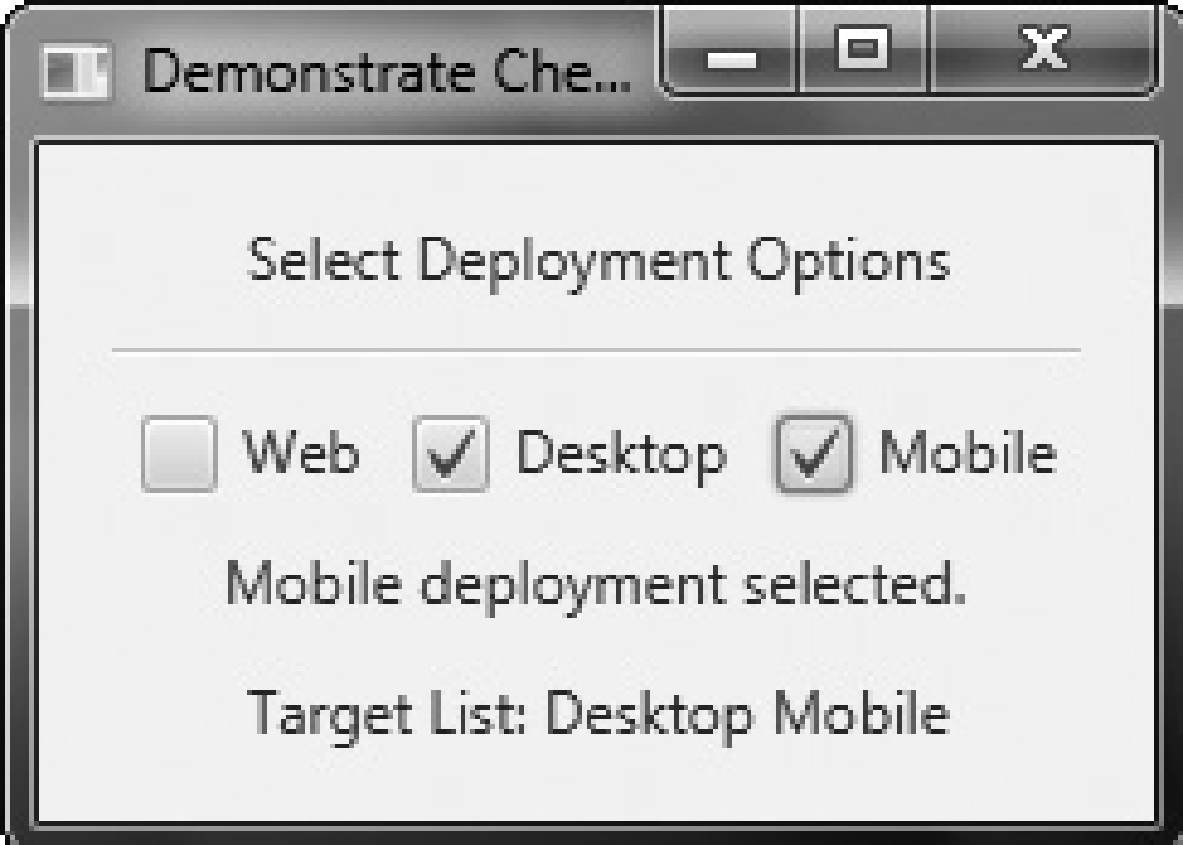 Demonstrate Che...
Select Deployment Options
Web Desktop Mobile
Mobile deployment selected.
Target List: Desktop Mobile